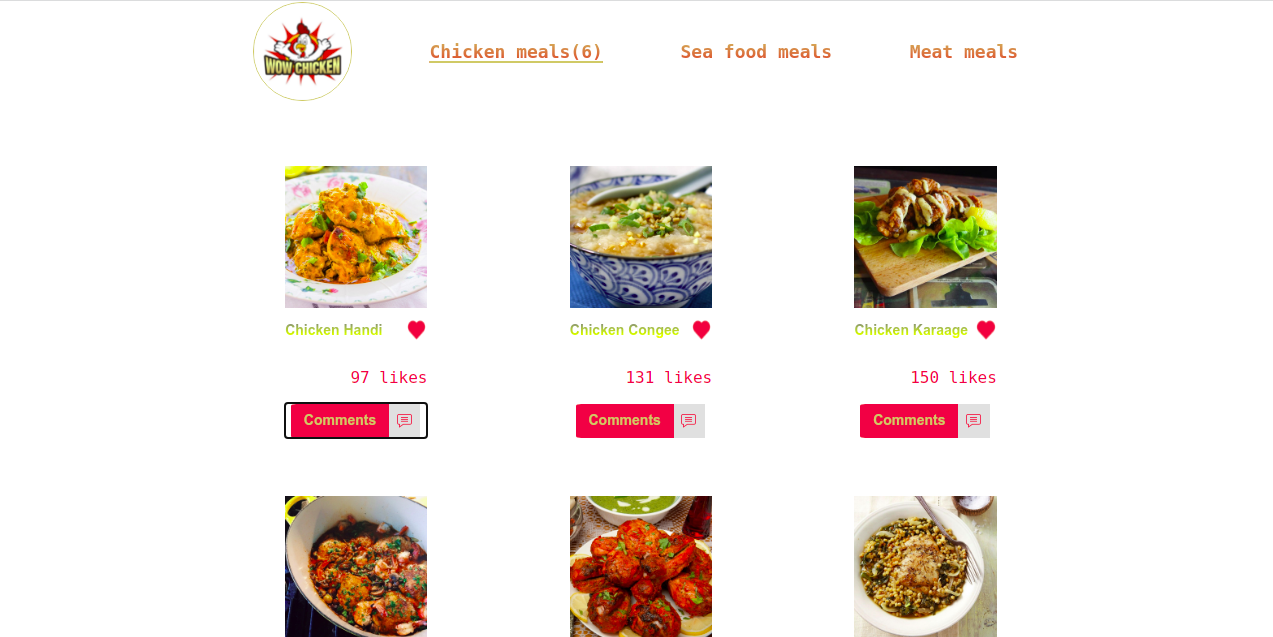 WOW CHICKEN
Chicken meals(6)
Sea food meals
Meat meals
Chicken Handi
Chicken Congee
Chicken Karaage
97 likes
131 likes
150 likes
Comments
Comments
Comments